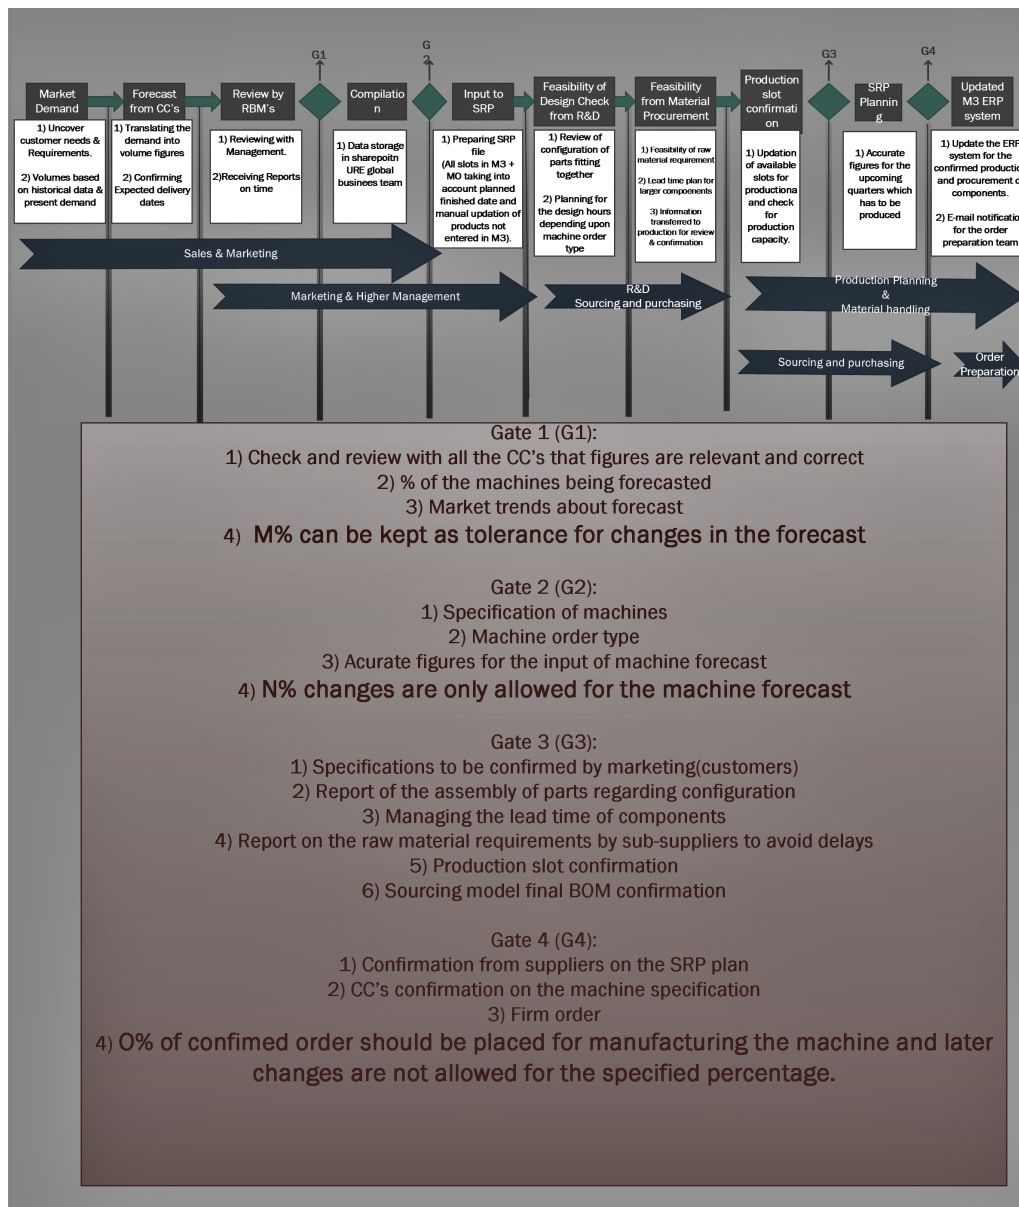 G1
G
2
G3
G4
Market
Demand
Forecast
from CC's
Review by
RBM's
Compilatio
n
Input to
SRP
Feasibility of
Design Check
from R&D
Feasibility
from Material
Procurement
Production
slot
confirmati
on
SRP
Plannin
g
Updated
M3 ERP
system
1) Uncover
customer needs &
Requirements.
2) Volumes based
on historical data &
present demand
1) Translating the
demand into
volume figures
2) Confirming
Expected delivery
dates
1) Reviewing with
Management.
2)Receiving Reports
on time
1) Data storage
in sharepoitn
URE global
businees team
1) Preparing SRP
file
(All slots in M3 +
MO taking into
account planned
finished date and
manual updation of
products not
entered in M3).
1) Review of
configuration of
parts fitting
together
2) Planning for
the design hours
depending upon
machine order
type
1) Feasibility of raw
material requirement
2) Lead time plan for
larger compoenents
3) Information
transferred to
production for review
& confirmation
1) Updation
of available
slots for
productiona
and check
for
production
capacity.
1) Accurate
figures for the
upcoming
quarters which
has to be
produced
1) Update the ERP
system for the
confirmed productio
and procurement o
components.
2) E-mail notificatio
for the order
preparation team
Sales & Marketing
Marketing & Higher Management
R&D
Sourcing and purchasing
Production Planning
&
Material handling
Sourcing and purchasing
Order
Preparation
Gate 1 (G1):
1) Check and review with all the CC's that figures are relevant and correct
2) % of the machines being forecasted
3) Market trends about forecast
4) M% can be kept as tolerance for changes in the forecast
Gate 2 (G2):
1) Specification of machines
2) Machine order type
3) Acurate figures for the input of machine forecast
4) N% changes are only allowed for the machine forecast
Gate 3 (G3):
1) Specifications to be confirmed by marketing(customers)
2) Report of the assembly of parts regarding configuration
3) Managing the lead time of components
4) Report on the raw material requirements by sub-suppliers to avoid delays
5) Production slot confirmation
6) Sourcing model final BOM confirmation
Gate 4 (G4):
1) Confirmation from suppliers on the SRP plan
2) CC's confirmation on the machine specification
3) Firm order
4) O% of confimed order should be placed for manufacturing the machine and later
changes are not allowed for the specified percentage.